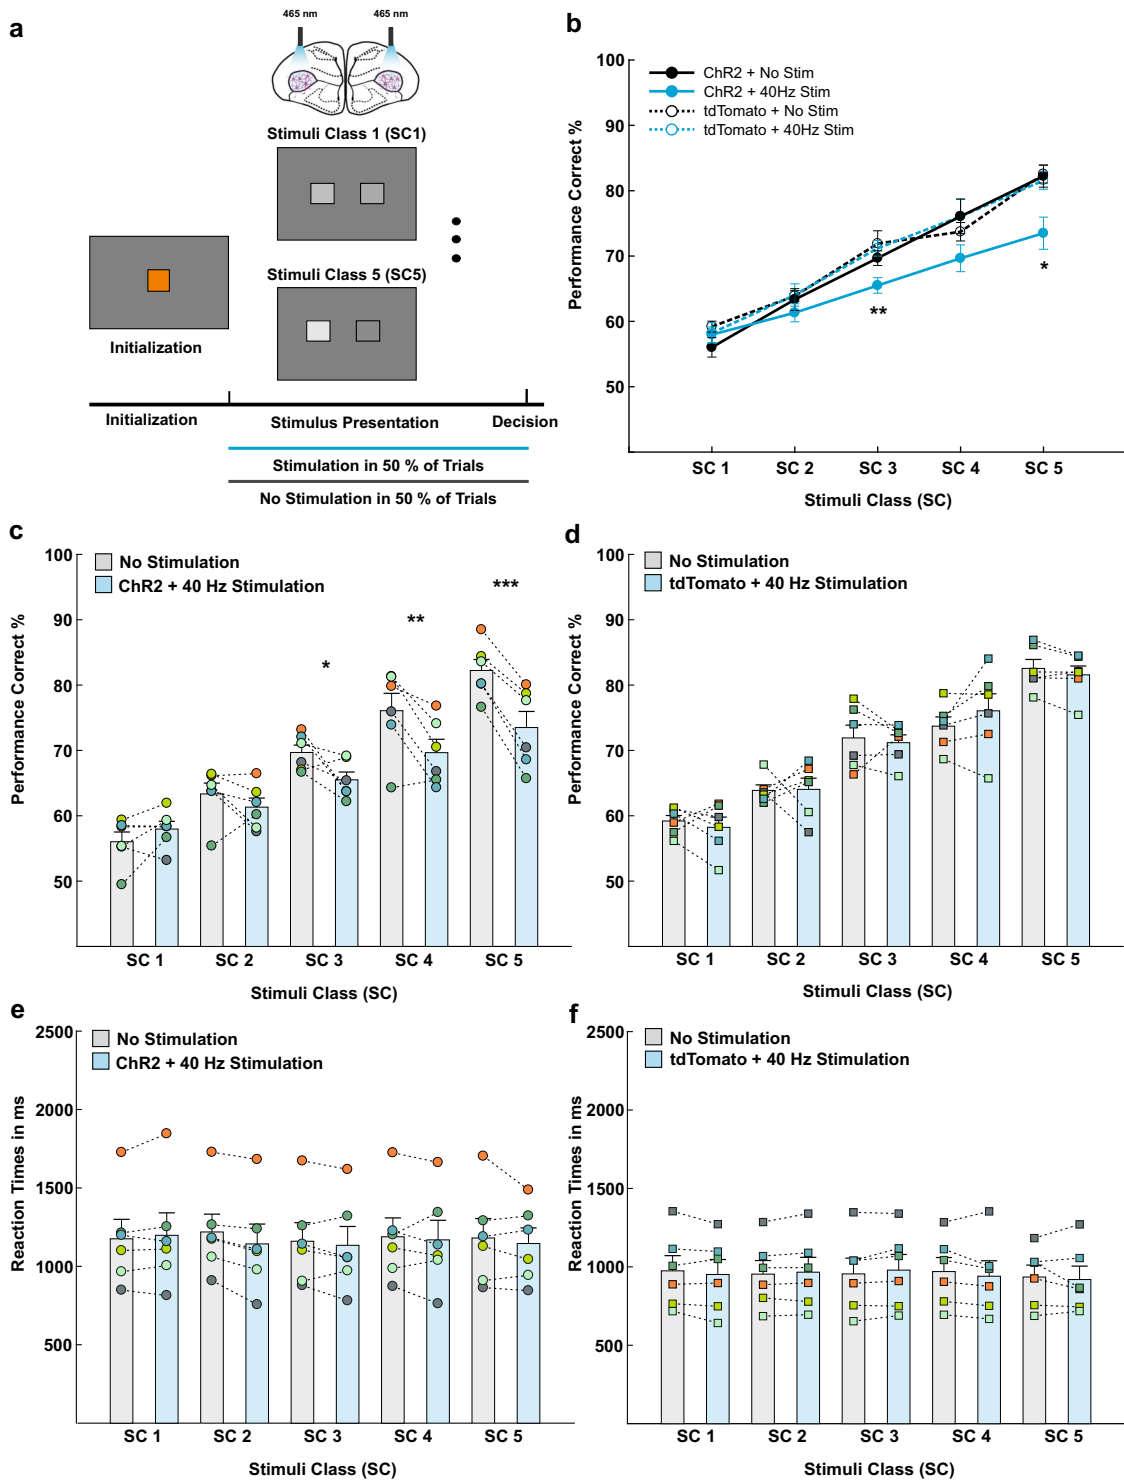 a
465 nm
465 nm
Stimuli Class 1 (SC1)
Stimuli Class 5 (SC5)
Initialization
Initialization
Stimulus Presentation
Decision
Stimulation in 50 % of Trials
No Stimulation in 50 % of Trials
b
Performance Correct %
100
90
80
70
60
50
ChR2 + No Stim
ChR2 + 40Hz Stim
tdTomato + No Stim
tdTomato + 40Hz Stim
**
*
SC 1
SC 2
SC 3
SC 4
SC 5
Stimuli Class (SC)
c
Performance Correct %
100
90
80
70
60
50
No Stimulation
ChR2 + 40 Hz Stimulation
*
**
***
SC 1
SC 2
SC 3
SC 4
SC 5
Stimuli Class (SC)
d
Performance Correct %
100
90
80
70
60
50
No Stimulation
tdTomato + 40 Hz Stimulation
SC 1
SC 2
SC 3
SC 4
SC 5
Stimuli Class (SC)
e
Reaction Times in ms
2500
2000
1500
1000
500
No Stimulation
ChR2 + 40 Hz Stimulation
SC 1
SC 2
SC 3
SC 4
SC 5
Stimuli Class (SC)
f
Reaction Times in ms
2500
2000
1500
1000
500
No Stimulation
tdTomato + 40 Hz Stimulation
SC 1
SC 2
SC 3
SC 4
SC 5
Stimuli Class (SC)